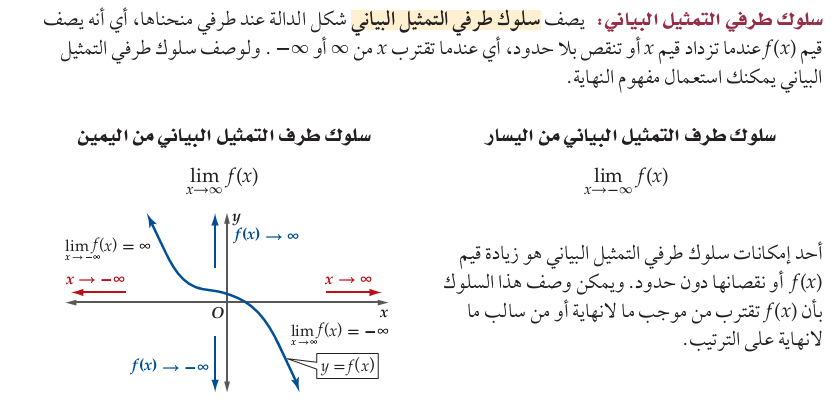 سلوك طرفي التمثيل البياني: يصف سلوك طرفي التمثيل البياني شكل الدالة عند طرفي منحناها، أي أنه يصف
قيم f(x) عندما تزداد قيم x أو تنقص بلا حدود، أي عندما تقترب x من ∞ أو ∞− . ولوصف سلوك طرفي التمثيل
البياني يمكنك استعمال مفهوم النهاية.
سلوك طرف التمثيل البياني من اليسار
lim f(x)
x→−∞
سلوك طرف التمثيل البياني من اليمين
lim f(x)
x→∞
أحد إمكانات سلوك طرفي التمثيل البياني هو زيادة قيم
f(x) أو نقصانها دون حدود. ويمكن وصف هذا السلوك
بأن f(x) تقترب من موجب ما لانهاية أو من سالب ما
لانهاية على الترتيب.
y
f(x) → ∞
lim f(x) = ∞
x→−∞
x → −∞
x → ∞
O
x
lim f(x) = −∞
x→∞
f(x) → −∞
y = f(x)